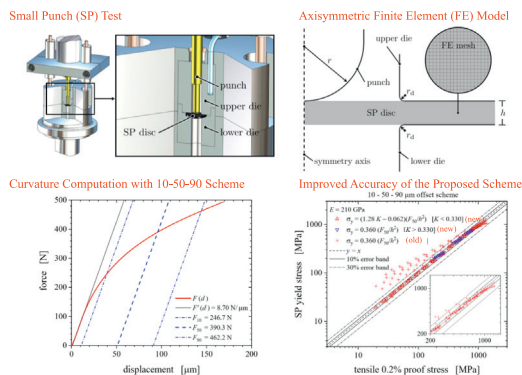 Small Punch (SP) Test
punch
upper die
SP disc
lower die
Axisymmetric Finite Element (FE) Model
upper die
FE mesh
r
punch
r_d
SP disc
h
r_d
symmetry axis
lower die
Curvature Computation with 10-50-90 Scheme
500
400
300
200
100
0
force [N]
0 50 100 150 200
displacement [μm]
F(d)
F'(d) = 8.70 N/μm
F₁₀ = 246.7 N
F₅₀ = 390.3 N
F₉₀ = 462.2 N
Improved Accuracy of the Proposed Scheme
10 - 50 - 90 μm offset scheme
E = 210 GPa
σ_y = (1.28 K - 0.062)(F₅₀/h²) [K < 0.330] (new)
σ_y = 0.360 (F₅₀/h²) [K > 0.330] (new)
σ_y = 0.360 (F₅₀/h²) (old)
y = x
10% error band
30% error band
1000
100
10
[MPa]
SP yield stress
10 100 1000 [MPa]
tensile 0.2% proof stress
1000
200
200 1000